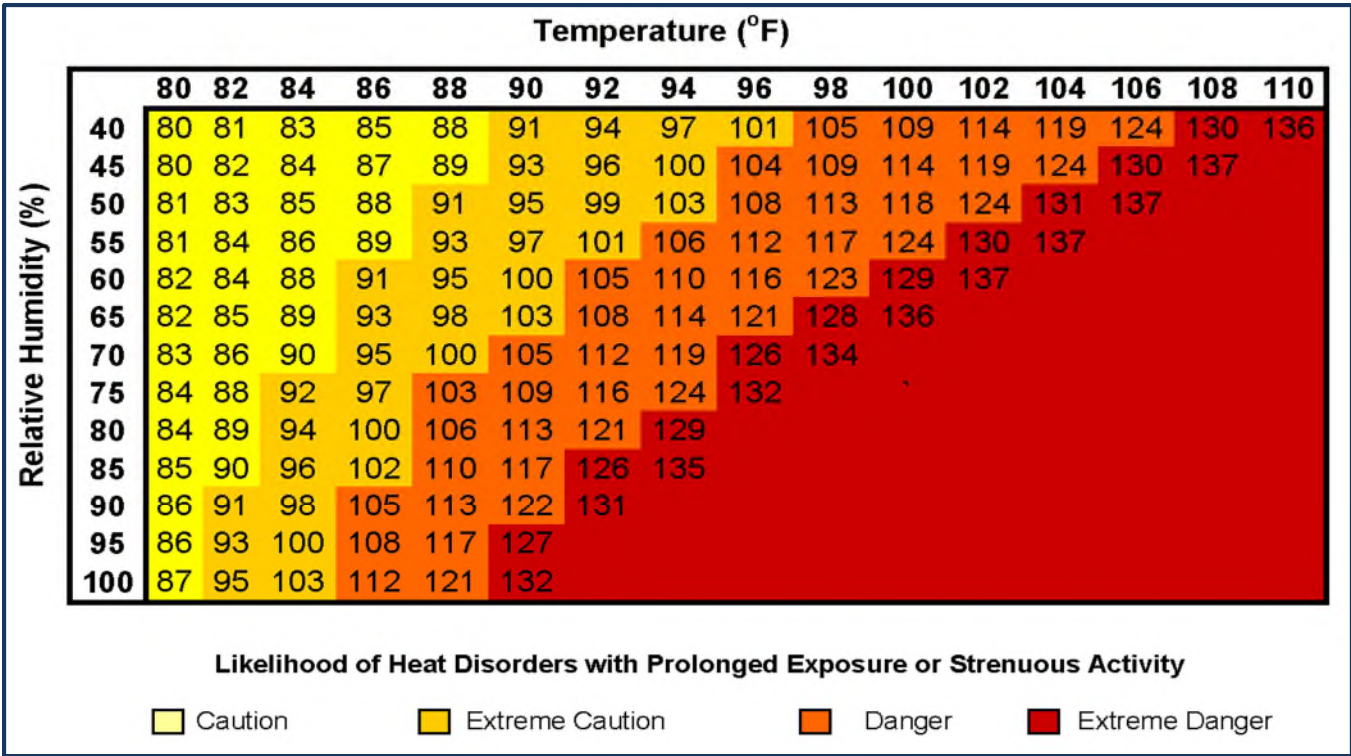 Temperature (°F)
80 82 84 86 88 90 92 94 96 98 100 102 104 106 108 110
Relative Humidity (%)
40 80 81 83 85 88 91 94 97 101 105 109 114 119 124 130 136
45 80 82 84 87 89 93 96 100 104 109 114 119 124 130 137
50 81 83 85 88 91 95 99 103 108 113 118 124 131 137
55 81 84 86 89 93 97 101 106 112 117 124 130 137
60 82 84 88 91 95 100 105 110 116 123 129 137
65 82 85 89 93 98 103 108 114 121 128 136
70 83 86 90 95 100 105 112 119 126 134
75 84 88 92 97 103 109 116 124 132
80 84 89 94 100 106 113 121 129
85 85 90 96 102 110 117 126 135
90 86 91 98 105 113 122 131
95 86 93 100 108 117 127
100 87 95 103 112 121 132
Likelihood of Heat Disorders with Prolonged Exposure or Strenuous Activity
Caution Extreme Caution Danger Extreme Danger